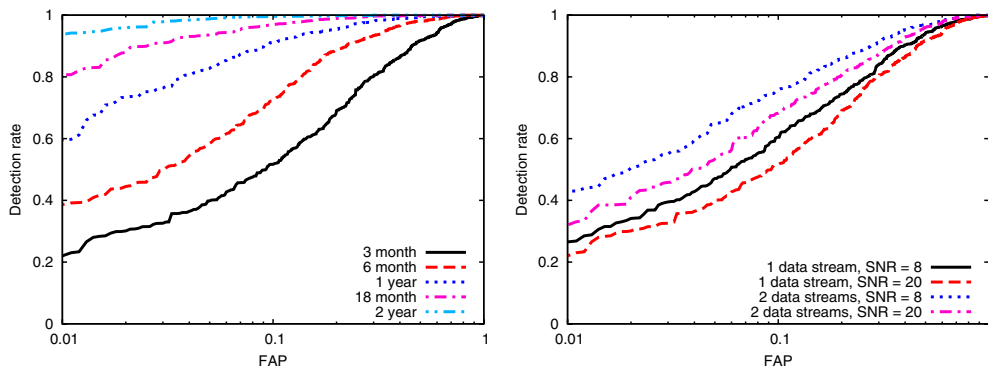 1
0.8
0.6
0.4
0.2
0
Detection rate
0.01
0.1
1
FAP
3 month
6 month
1 year
18 month
2 year
1
0.8
0.6
0.4
0.2
0
Detection rate
0.01
0.1
FAP
1 data stream, SNR = 8
1 data stream, SNR = 20
2 data streams, SNR = 8
2 data streams, SNR = 20